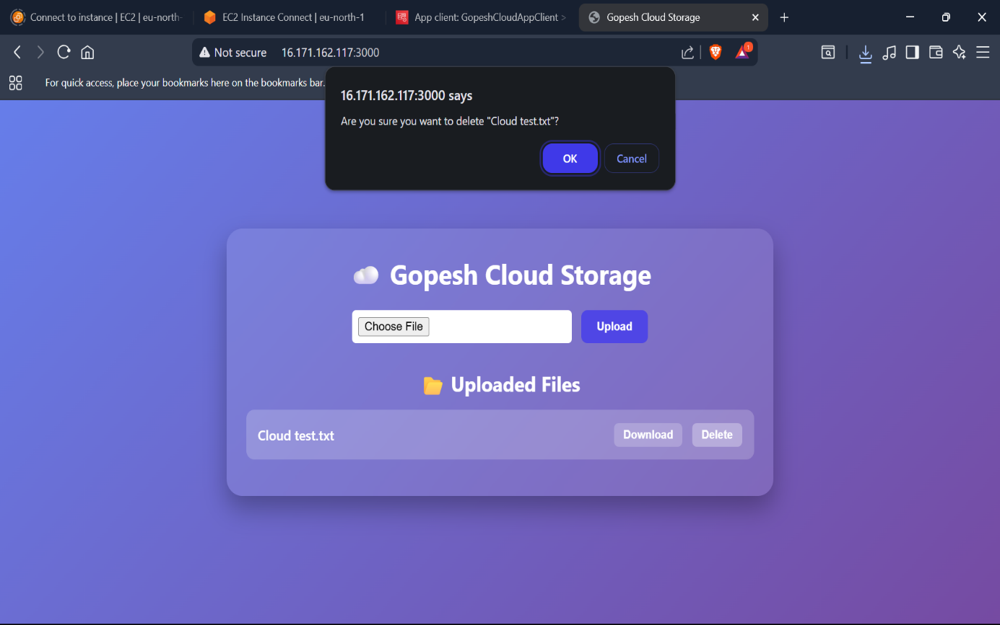 Connect to instance | EC2 | eu-north-
EC2 Instance Connect | eu-north-1
App client: GopeshCloudAppClient >
Gopesh Cloud Storage
Not secure 16.171.162.117:3000
1
For quick access, place your bookmarks here on the bookmarks bar.
16.171.162.117:3000 says
Are you sure you want to delete "Cloud test.txt"?
OK
Cancel
Gopesh Cloud Storage
Choose File
Upload
Uploaded Files
Cloud test.txt
Download
Delete